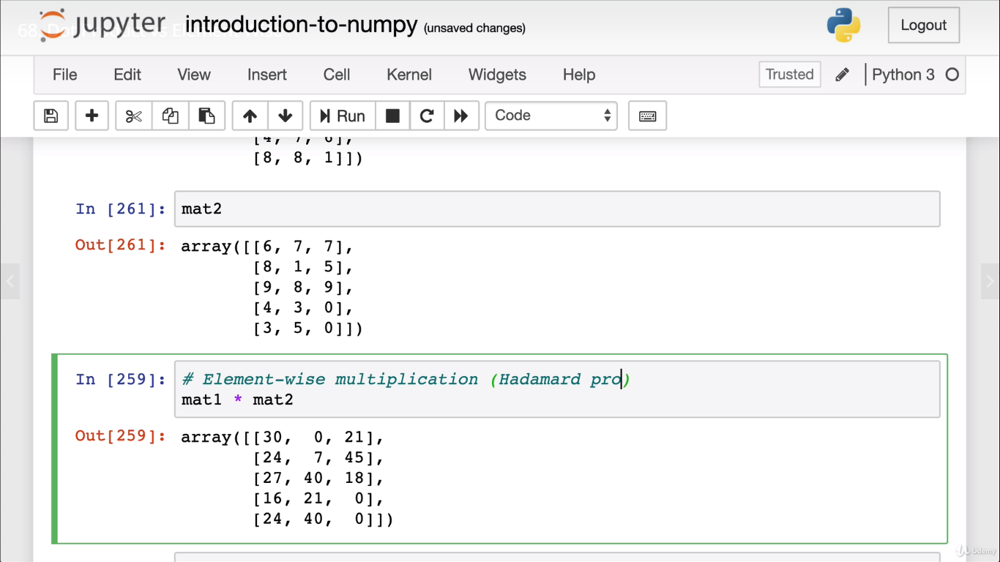 jupyter introduction-to-numpy (unsaved changes)
Logout
File Edit View Insert Cell Kernel Widgets Help Trusted Python 3
Run Code
[4, 7, 6],
[8, 8, 1]])
In [261]: mat2
Out[261]: array([[6, 7, 7],
[8, 1, 5],
[9, 8, 9],
[4, 3, 0],
[3, 5, 0]])
In [259]: # Element-wise multiplication (Hadamard pro)
mat1 * mat2
Out[259]: array([[30, 0, 21],
[24, 7, 45],
[27, 40, 18],
[16, 21, 0],
[24, 40, 0]])
Udemy